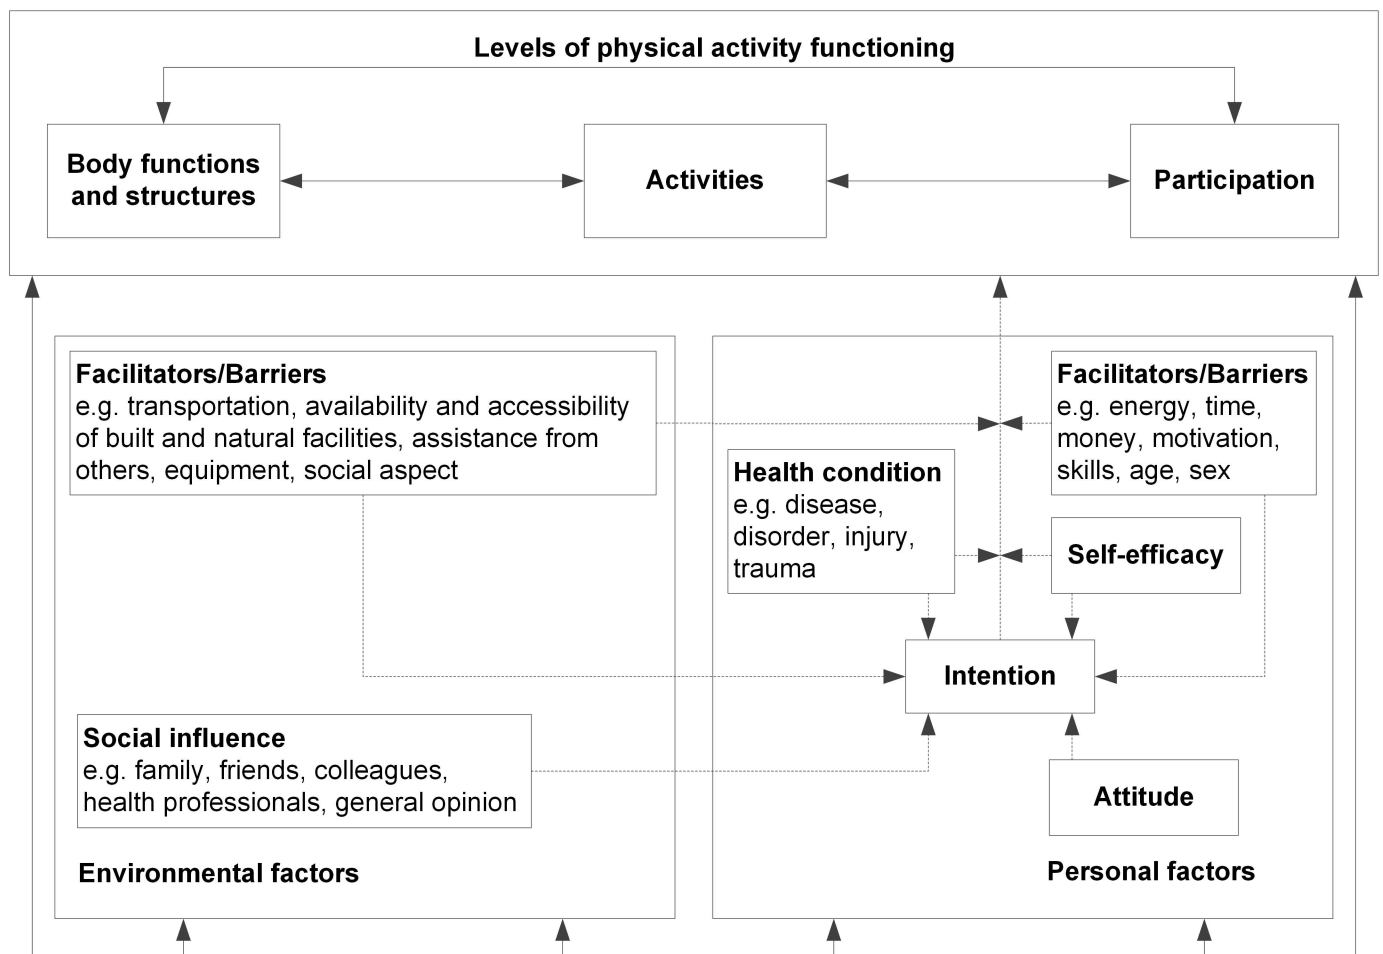 Levels of physical activity functioning
Body functions
and structures
Activities
Participation
Facilitators/Barriers
e.g. transportation, availability and accessibility
of built and natural facilities, assistance from
others, equipment, social aspect
Facilitators/Barriers
e.g. energy, time,
money, motivation,
skills, age, sex
Health condition
e.g. disease,
disorder, injury,
trauma
Self-efficacy
Intention
Social influence
e.g. family, friends, colleagues,
health professionals, general opinion
Attitude
Environmental factors
Personal factors